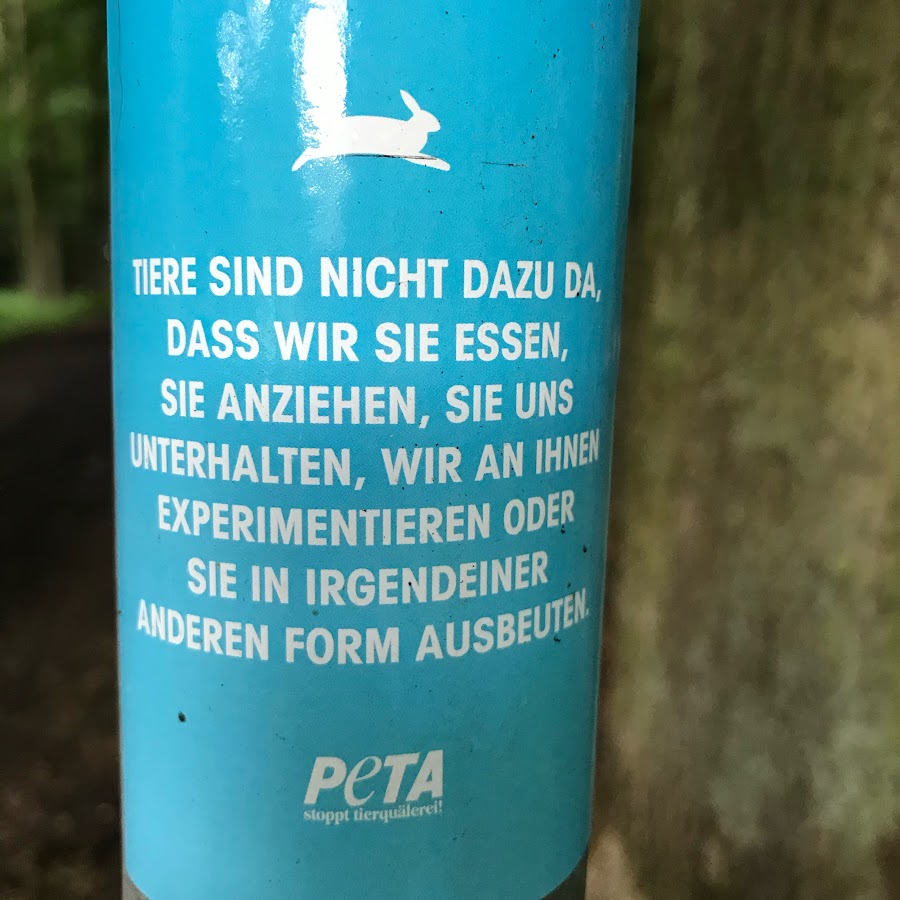 TIERE SIND NICHT DAZU DA,
DASS WIR SIE ESSEN,
SIE ANZIEHEN, SIE UNS
UNTERHALTEN, WIR AN IHNEN
EXPERIMENTIEREN ODER
SIE IN IRGENDEINER
ANDEREN FORM AUSBEUTEN.
PeTA
stoppt tierquälerei!